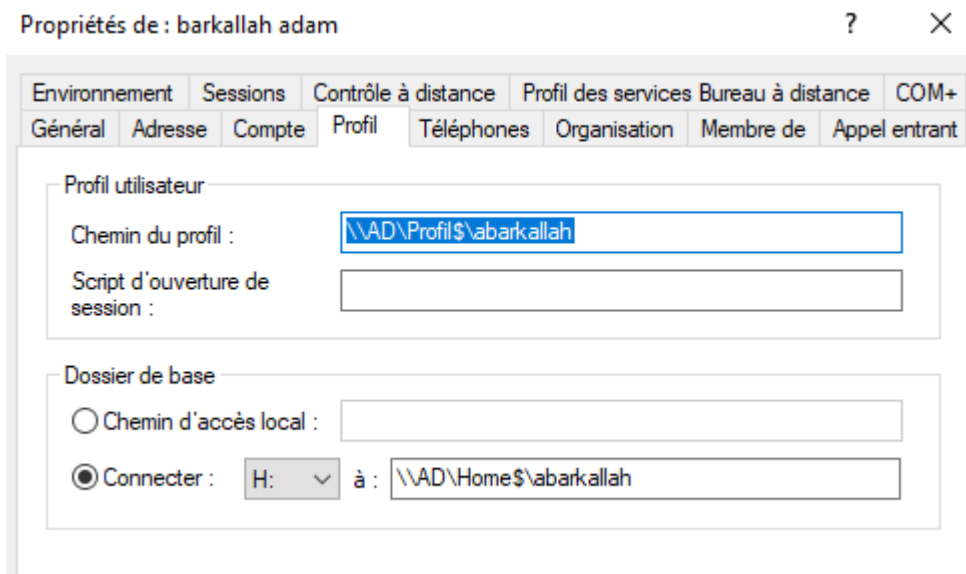 Propriétés de : barkallah adam ? ×
Environnement Sessions Contrôle à distance Profil des services Bureau à distance COM+
Général Adresse Compte Profil Téléphones Organisation Membre de Appel entrant
Profil utilisateur
Chemin du profil : \\AD\Profil$\abarkallah
Script d'ouverture de
session :
Dossier de base
Chemin d'accès local :
Connecter : H: à : \\AD\Home$\abarkallah